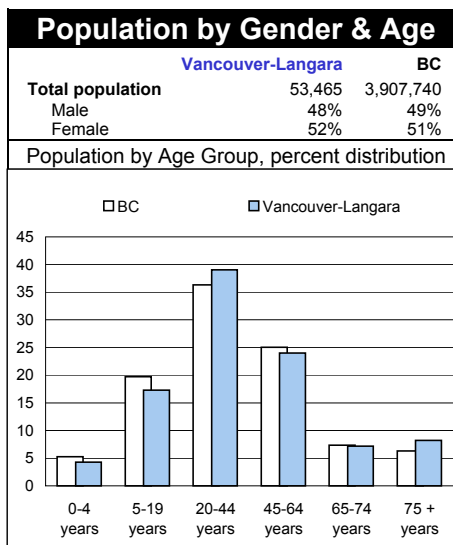 Population by Gender & Age
Vancouver-Langara BC
Total population 53,465 3,907,740
Male 48% 49%
Female 52% 51%
Population by Age Group, percent distribution
BC Vancouver-Langara
45
40
35
30
25
20
15
10
5
0
0-4 5-19 20-44 45-64 65-74 75 +
years years years years years years